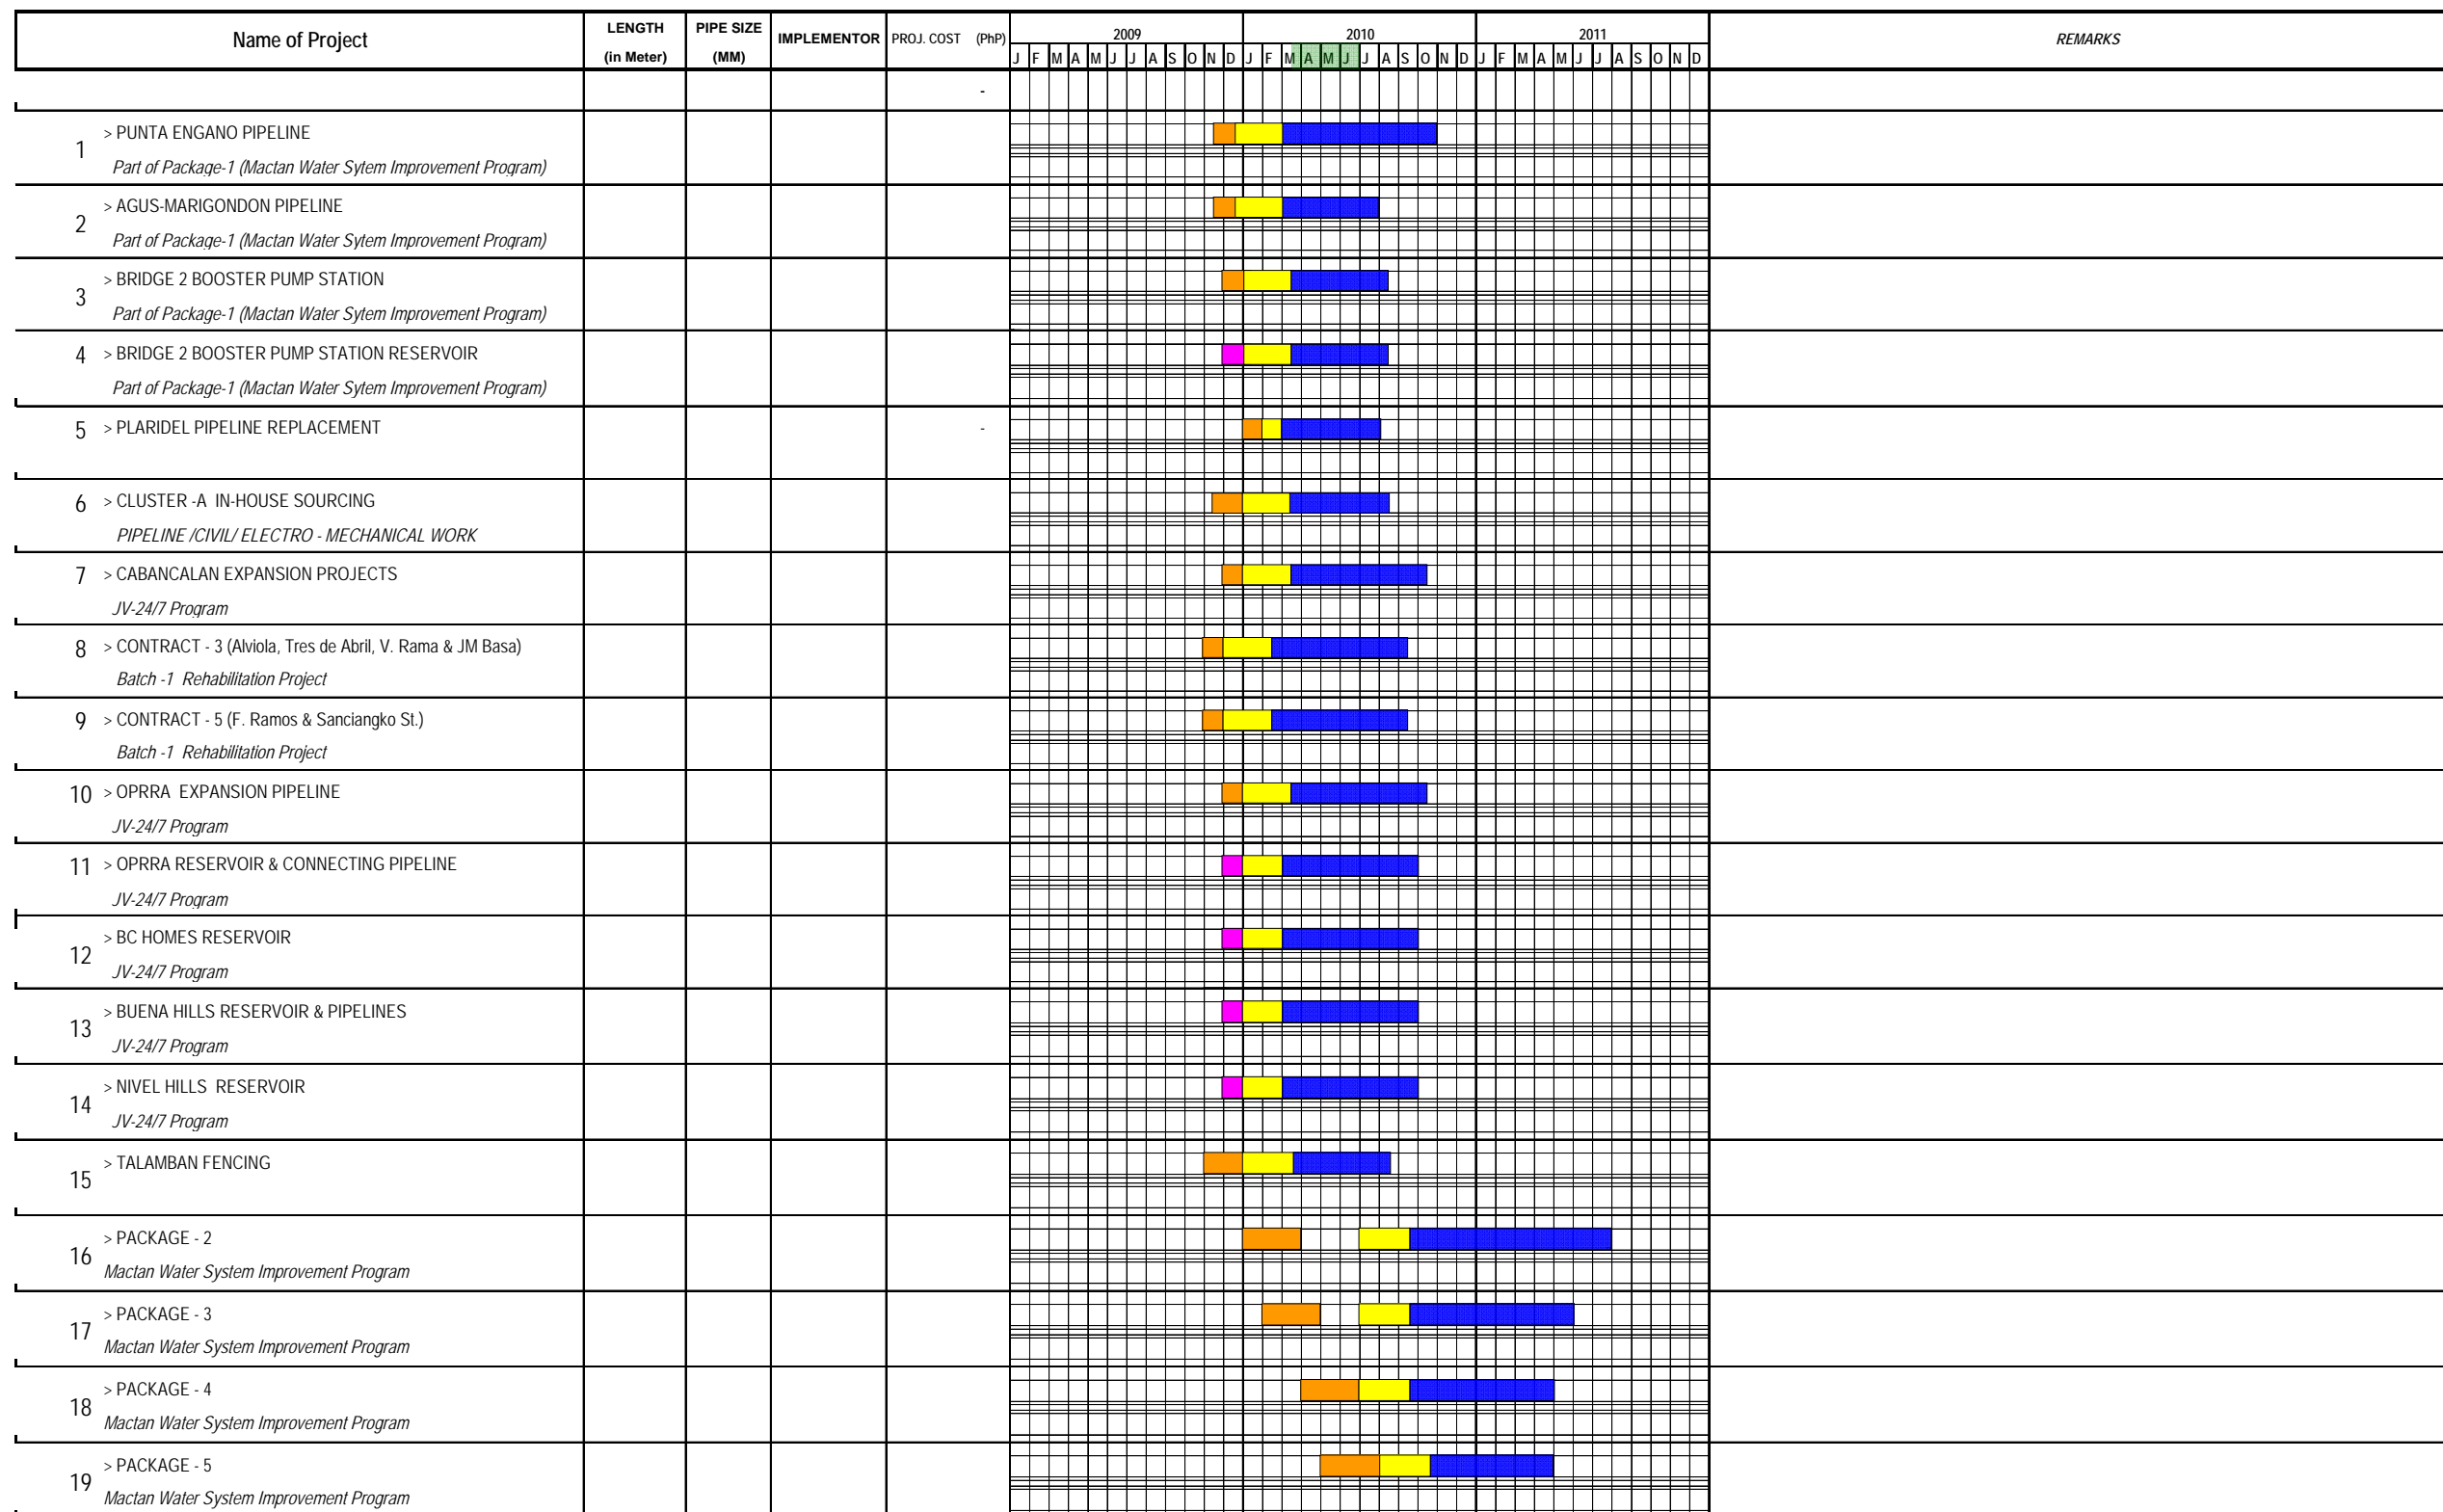 Name of Project LENGTH (in Meter) PIPE SIZE (MM) IMPLEMENTOR PROJ. COST (PhP) 2009 2010 2011 REMARKS
J F M A M J J A S O N D J F M A M J J A S O N D J F M A M J J A S O N D
-
1 > PUNTA ENGANO PIPELINE
Part of Package-1 (Mactan Water Sytem Improvement Program)
2 > AGUS-MARIGONDON PIPELINE
Part of Package-1 (Mactan Water Sytem Improvement Program)
3 > BRIDGE 2 BOOSTER PUMP STATION
Part of Package-1 (Mactan Water Sytem Improvement Program)
4 > BRIDGE 2 BOOSTER PUMP STATION RESERVOIR
Part of Package-1 (Mactan Water Sytem Improvement Program)
5 > PLARIDEL PIPELINE REPLACEMENT -
6 > CLUSTER -A IN-HOUSE SOURCING
PIPELINE /CIVIL/ ELECTRO - MECHANICAL WORK
7 > CABANCALAN EXPANSION PROJECTS
JV-24/7 Program
8 > CONTRACT - 3 (Alviola, Tres de Abril, V. Rama & JM Basa)
Batch -1 Rehabilitation Project
9 > CONTRACT - 5 (F. Ramos & Sanciangko St.)
Batch -1 Rehabilitation Project
10 > OPRRA EXPANSION PIPELINE
JV-24/7 Program
11 > OPRRA RESERVOIR & CONNECTING PIPELINE
JV-24/7 Program
12 > BC HOMES RESERVOIR
JV-24/7 Program
13 > BUENA HILLS RESERVOIR & PIPELINES
JV-24/7 Program
14 > NIVEL HILLS RESERVOIR
JV-24/7 Program
15 > TALAMBAN FENCING
16 > PACKAGE - 2
Mactan Water System Improvement Program
17 > PACKAGE - 3
Mactan Water System Improvement Program
18 > PACKAGE - 4
Mactan Water System Improvement Program
19 > PACKAGE - 5
Mactan Water System Improvement Program